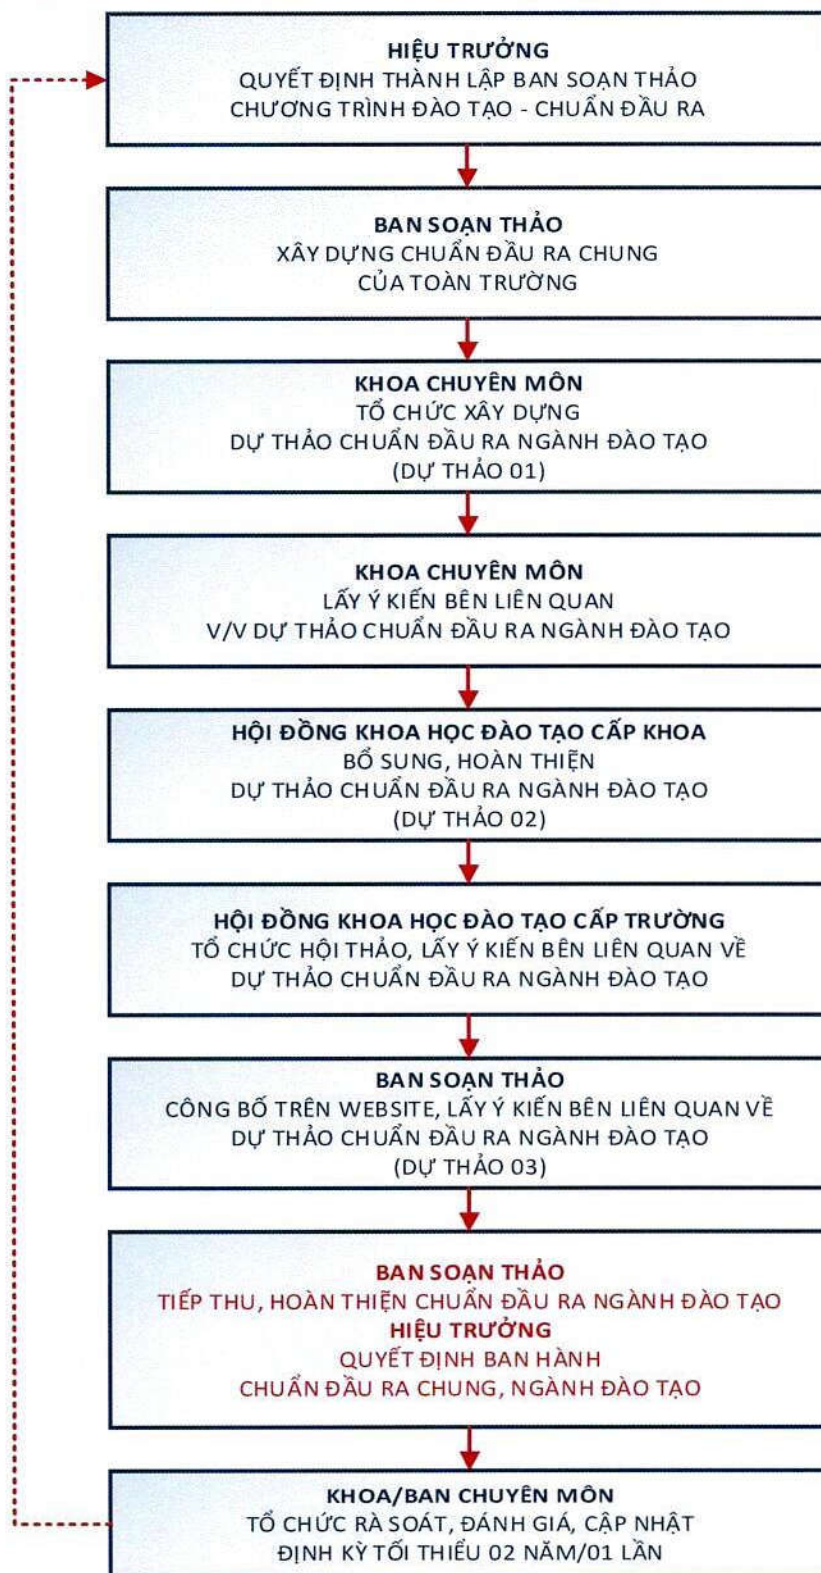 HIỆU TRƯỞNG
QUYẾT ĐỊNH THÀNH LẬP BAN SOẠN THẢO
CHƯƠNG TRÌNH ĐÀO TẠO - CHUẨN ĐẦU RA
BAN SOẠN THẢO
XÂY DỰNG CHUẨN ĐẦU RA CHUNG
CỦA TOÀN TRƯỜNG
KHOA CHUYÊN MÔN
TỔ CHỨC XÂY DỰNG
DỰ THẢO CHUẨN ĐẦU RA NGÀNH ĐÀO TẠO
(DỰ THẢO 01)
KHOA CHUYÊN MÔN
LẤY Ý KIẾN BÊN LIÊN QUAN
V/V DỰ THẢO CHUẨN ĐẦU RA NGÀNH ĐÀO TẠO
HỘI ĐỒNG KHOA HỌC ĐÀO TẠO CẤP KHOA
BỔ SUNG, HOÀN THIỆN
DỰ THẢO CHUẨN ĐẦU RA NGÀNH ĐÀO TẠO
(DỰ THẢO 02)
HỘI ĐỒNG KHOA HỌC ĐÀO TẠO CẤP TRƯỜNG
TỔ CHỨC HỘI THẢO, LẤY Ý KIẾN BÊN LIÊN QUAN VỀ
DỰ THẢO CHUẨN ĐẦU RA NGÀNH ĐÀO TẠO
BAN SOẠN THẢO
CÔNG BỐ TRÊN WEBSITE, LẤY Ý KIẾN BÊN LIÊN QUAN VỀ
DỰ THẢO CHUẨN ĐẦU RA NGÀNH ĐÀO TẠO
(DỰ THẢO 03)
BAN SOẠN THẢO
TIẾP THU, HOÀN THIỆN CHUẨN ĐẦU RA NGÀNH ĐÀO TẠO
HIỆU TRƯỞNG
QUYẾT ĐỊNH BAN HÀNH
CHUẨN ĐẦU RA CHUNG, NGÀNH ĐÀO TẠO
KHOA/BAN CHUYÊN MÔN
TỔ CHỨC RÀ SOÁT, ĐÁNH GIÁ, CẬP NHẬT
ĐỊNH KỲ TỐI THIỂU 02 NĂM/01 LẦN